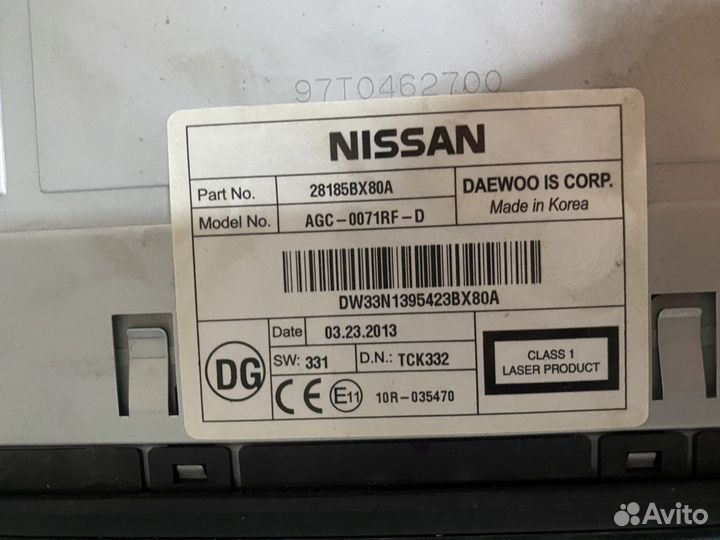 97T0462700
NISSAN
Part No. 28185BX80A
DAEWOO IS CORP.
Model No. AGC-0071RF-D
Made in Korea
DW33N1395423BX80A
DG
Date 03.23.2013
SW: 331 D.N.: TCK332
CE E11 10R-035470
CLASS 1
LASER PRODUCT
Avito